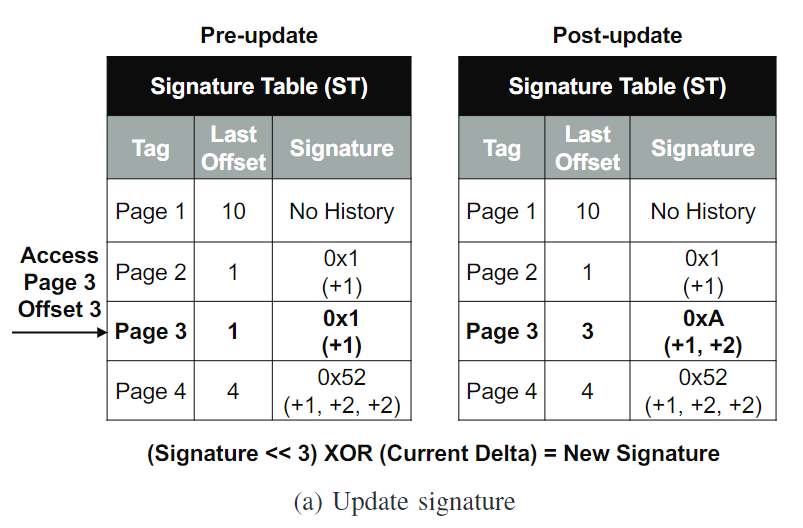 Pre-update
Post-update
Signature Table (ST)
Tag Last Offset Signature
Page 1 10 No History
Page 2 1 0x1 (+1)
Page 3 1 0x1 (+1)
Page 4 4 0x52 (+1, +2, +2)
Signature Table (ST)
Tag Last Offset Signature
Page 1 10 No History
Page 2 1 0x1 (+1)
Page 3 3 0xA (+1, +2)
Page 4 4 0x52 (+1, +2, +2)
Access
Page 3
Offset 3
(Signature << 3) XOR (Current Delta) = New Signature
(a) Update signature